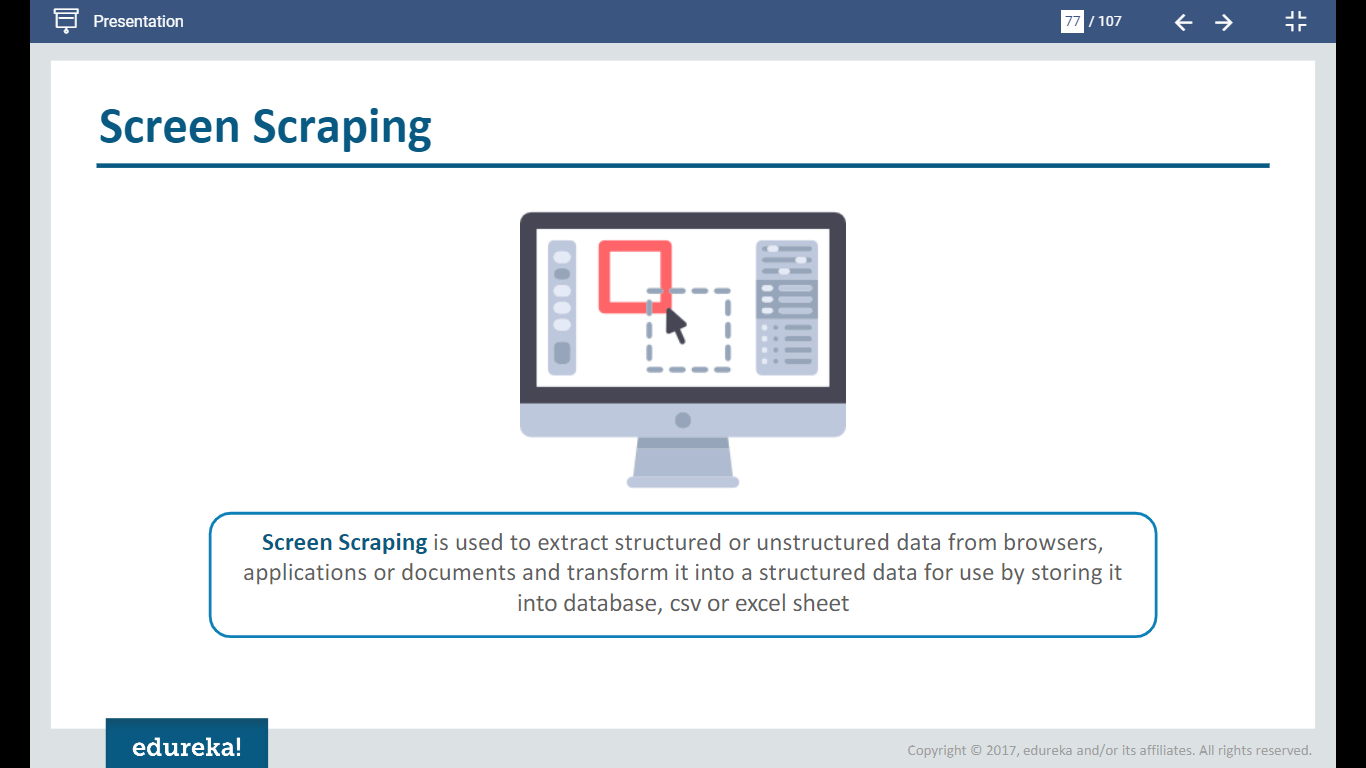 Presentation
77 / 107
Screen Scraping
Screen Scraping is used to extract structured or unstructured data from browsers,
applications or documents and transform it into a structured data for use by storing it
into database, csv or excel sheet
edureka!
Copyright © 2017, edureka and/or its affiliates. All rights reserved.